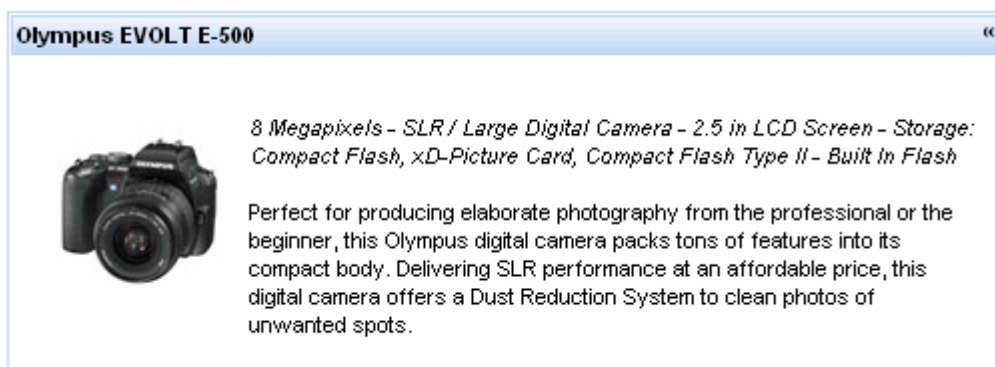 Olympus EVOLT E-500 «
8 Megapixels - SLR / Large Digital Camera - 2.5 in LCD Screen - Storage:
Compact Flash, xD-Picture Card, Compact Flash Type II - Built In Flash
OLYMPUS
Perfect for producing elaborate photography from the professional or the
beginner, this Olympus digital camera packs tons of features into its
compact body. Delivering SLR performance at an affordable price, this
digital camera offers a Dust Reduction System to clean photos of
unwanted spots.